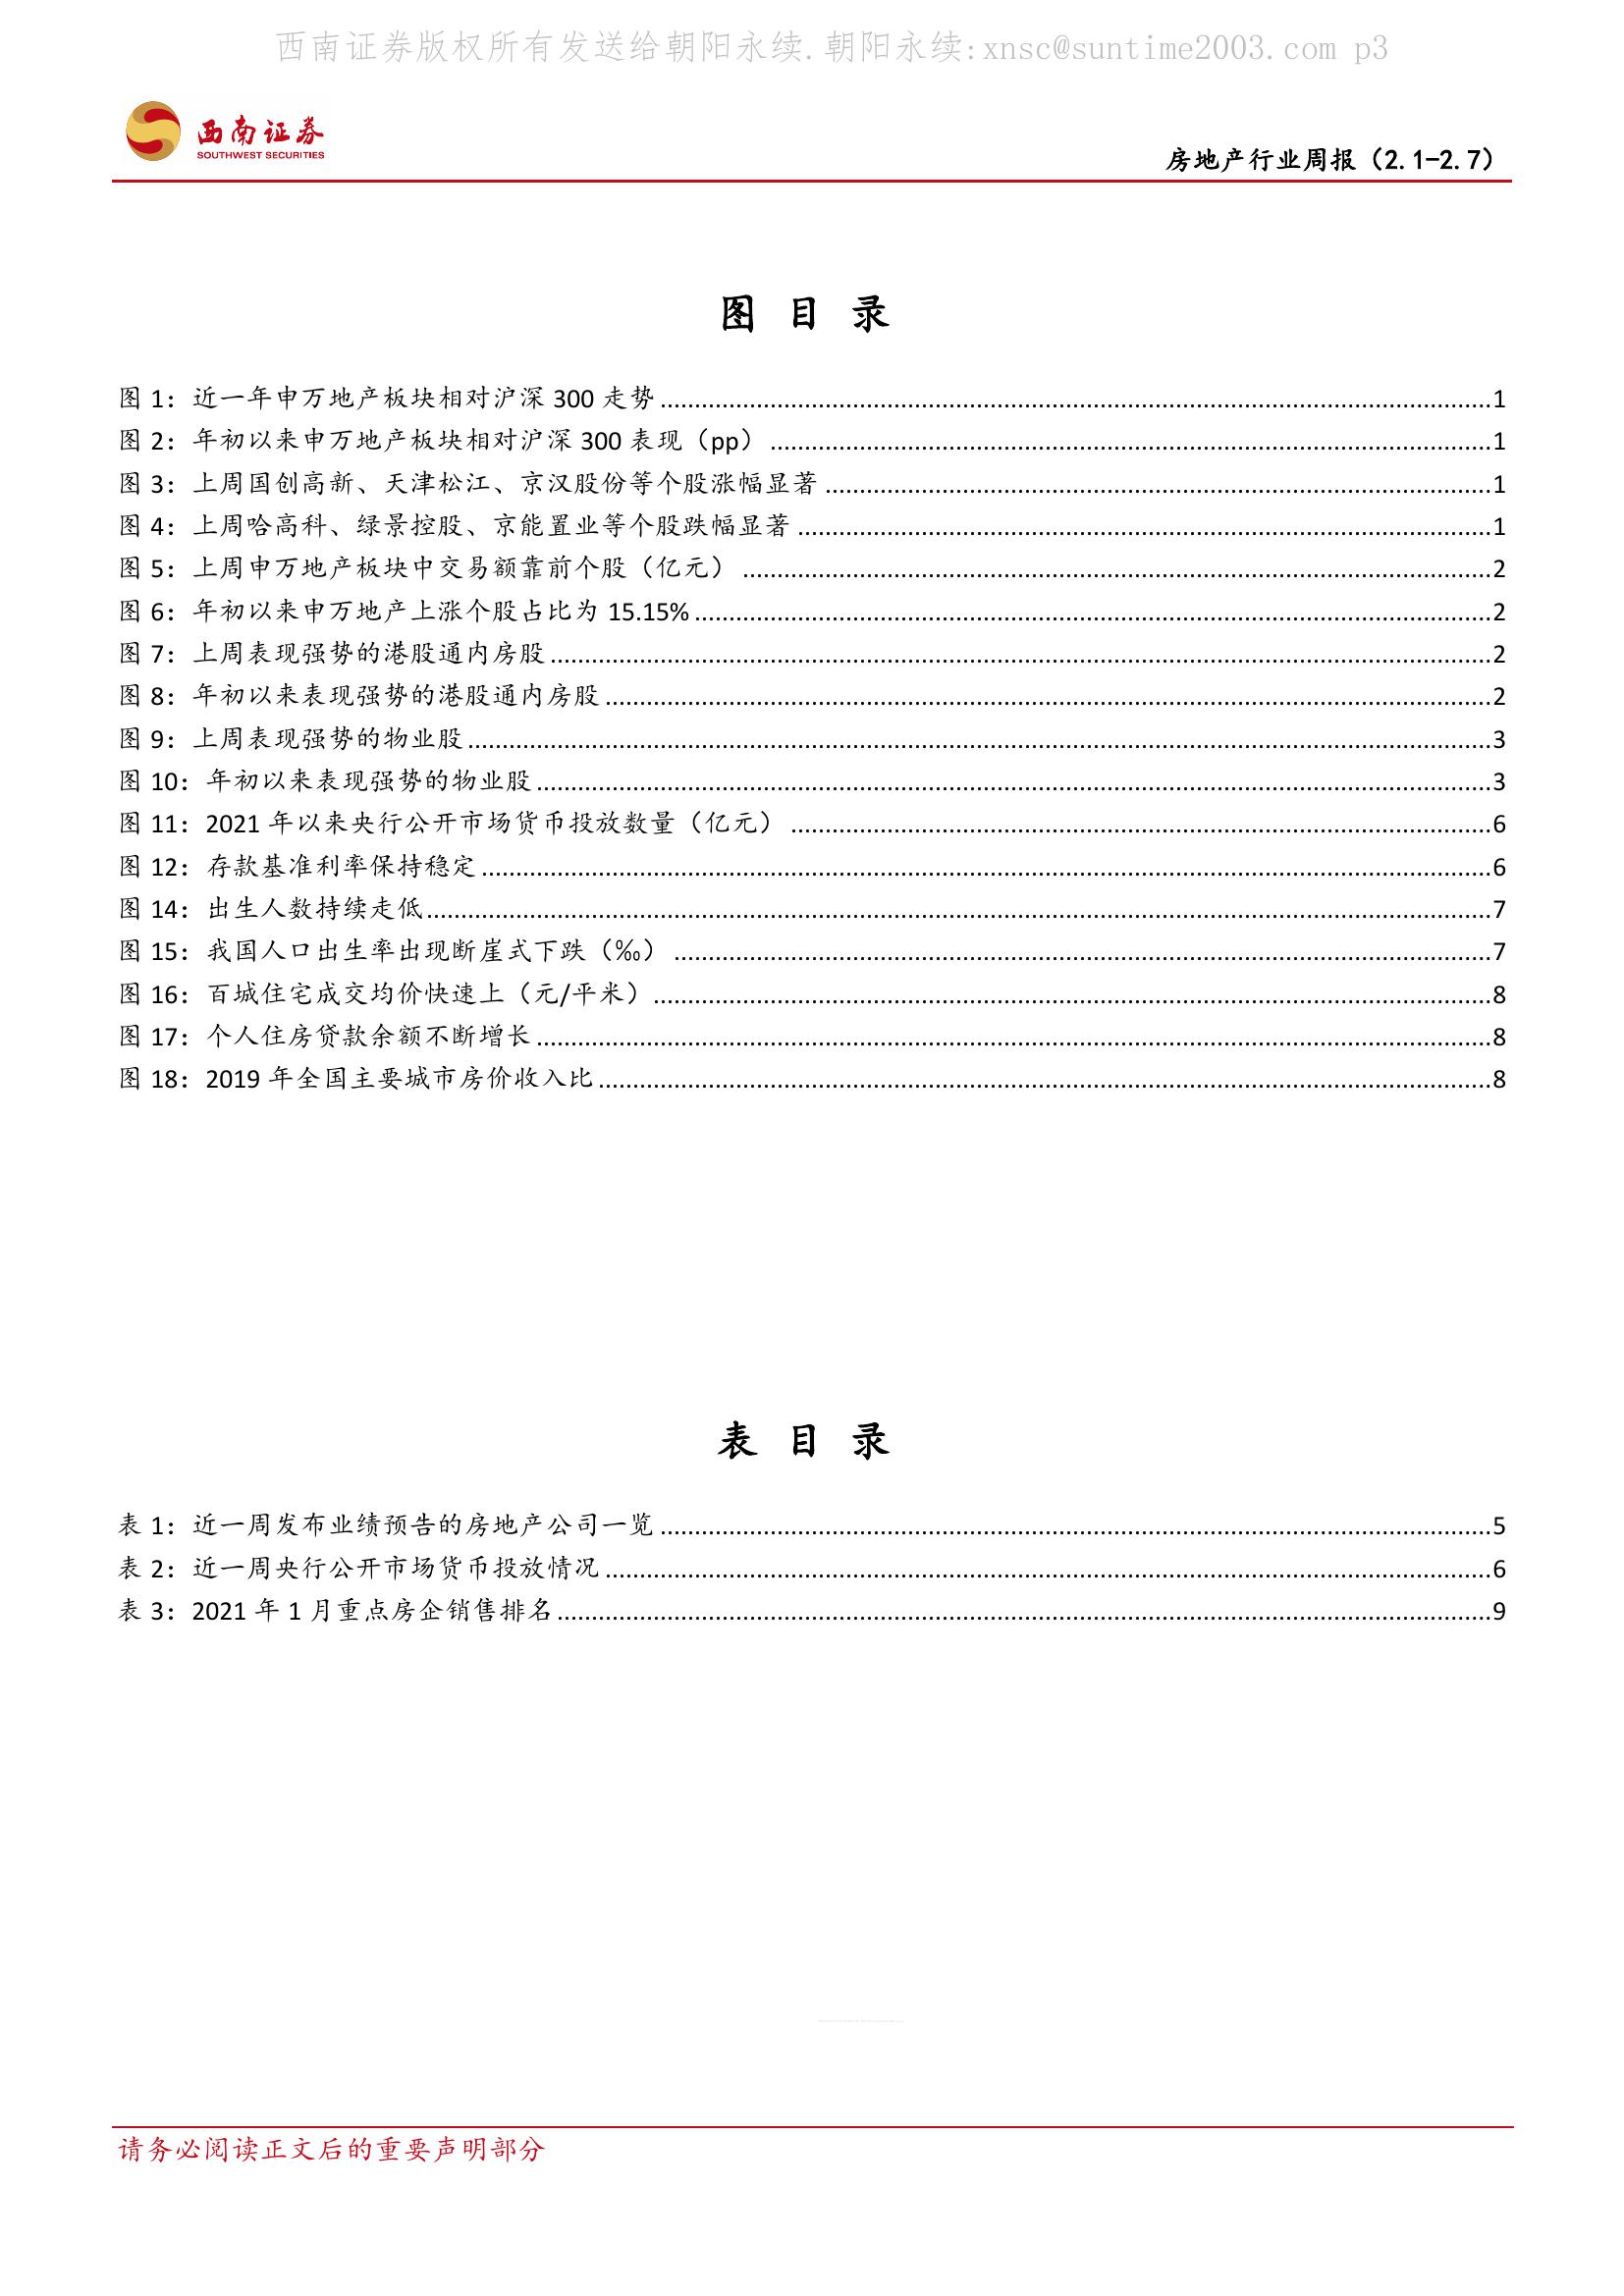 西南证券版权所有发送给朝阳永续.朝阳永续:xnsc@suntime2003.com p3
西南证券
SOUTHWEST SECURITIES
房地产行业周报（2.1-2.7）
图 目 录
图 1：近一年申万地产板块相对沪深 300 走势 1
图 2：年初以来申万地产板块相对沪深 300 表现（pp） 1
图 3：上周国创高新、天津松江、京汉股份等个股涨幅显著 1
图 4：上周哈高科、绿景控股、京能置业等个股跌幅显著 1
图 5：上周申万地产板块中交易额靠前个股（亿元） 2
图 6：年初以来申万地产上涨个股占比为 15.15% 2
图 7：上周表现强势的港股通内房股 2
图 8：年初以来表现强势的港股通内房股 2
图 9：上周表现强势的物业股 3
图 10：年初以来表现强势的物业股 3
图 11：2021 年以来央行公开市场货币投放数量（亿元） 6
图 12：存款基准利率保持稳定 6
图 14：出生人数持续走低 7
图 15：我国人口出生率出现断崖式下跌（‰） 7
图 16：百城住宅成交均价快速上（元/平米） 8
图 17：个人住房贷款余额不断增长 8
图 18：2019 年全国主要城市房价收入比 8
表 目 录
表 1：近一周发布业绩预告的房地产公司一览 5
表 2：近一周央行公开市场货币投放情况 6
表 3：2021 年 1 月重点房企销售排名 9
请务必阅读正文后的重要声明部分